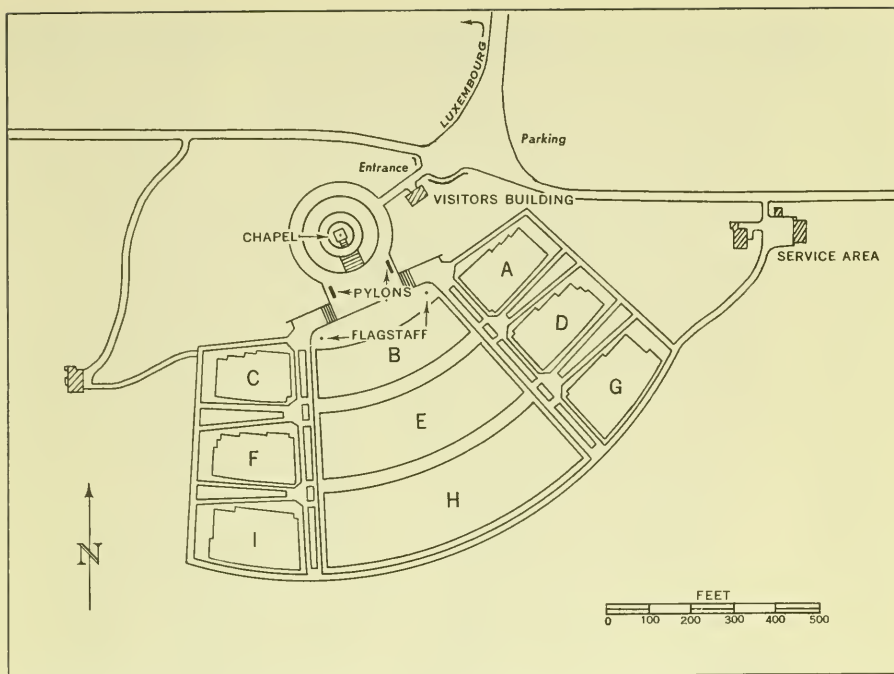 LUXEMBOURG
Parking
Entrance
VISITORS BUILDING
CHAPEL
SERVICE AREA
PYLONS
FLAGSTAFF
A
B
C
D
E
F
G
H
I
N
FEET
0 100 200 300 400 500